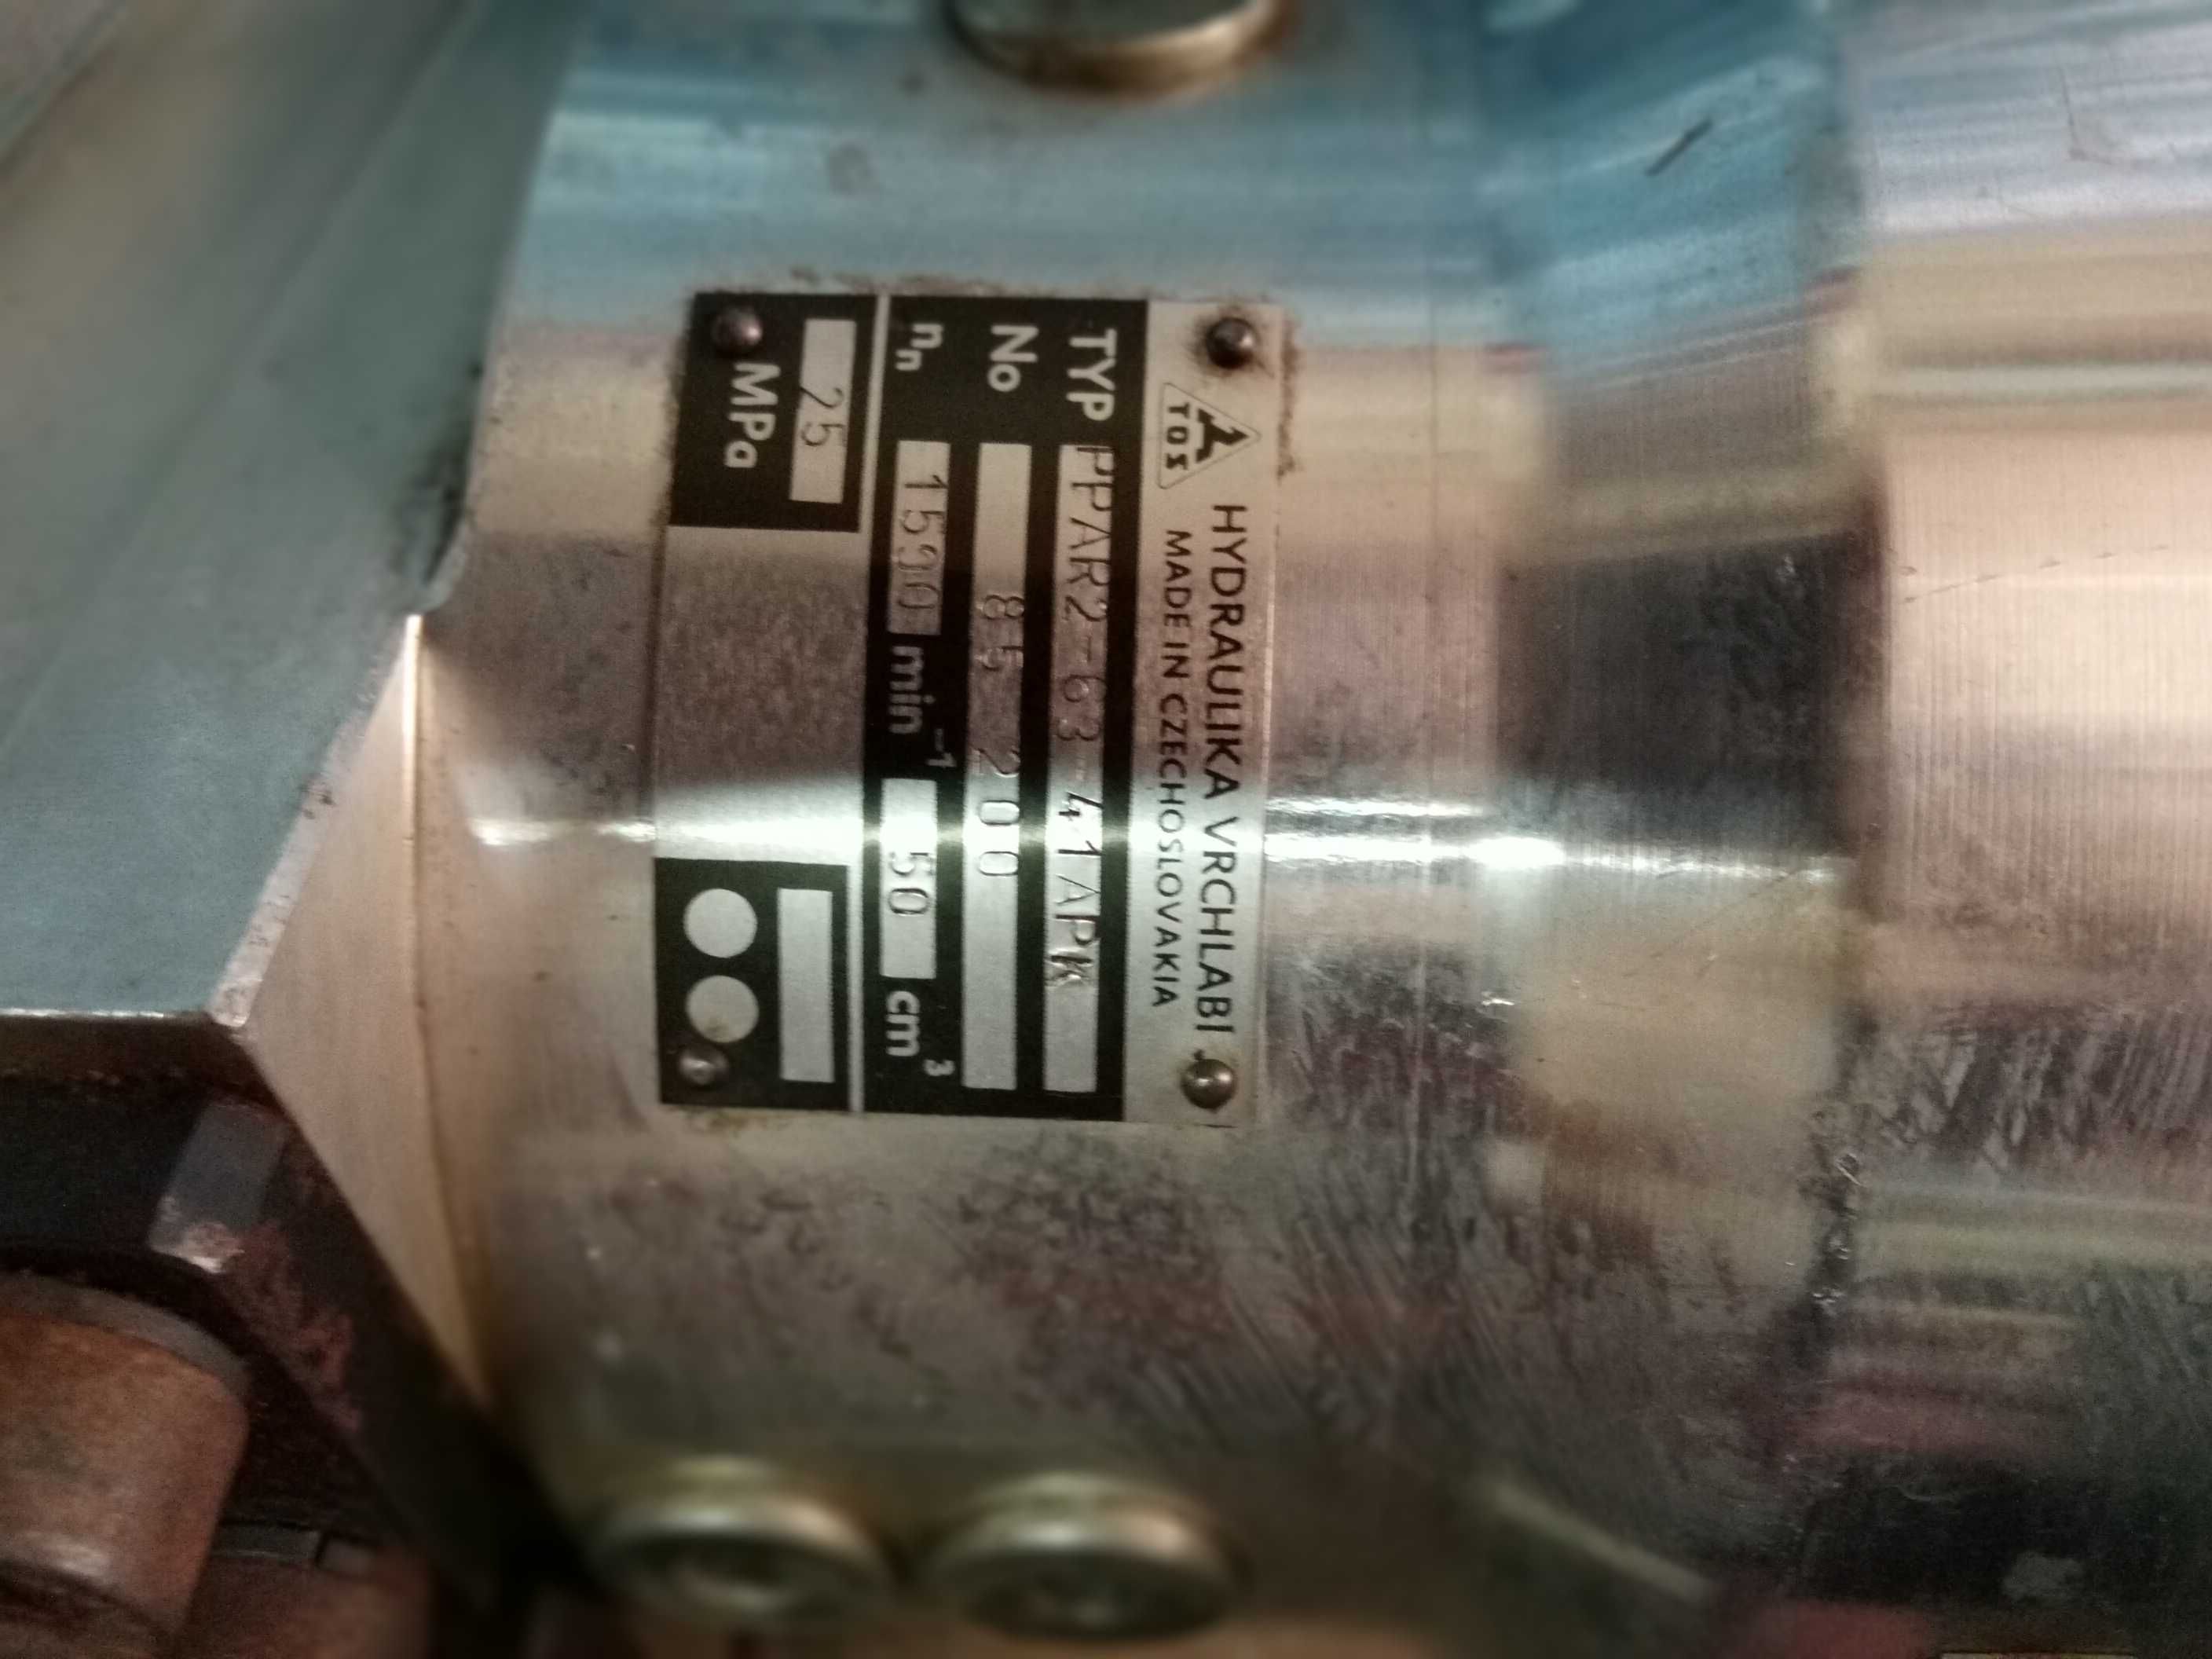 TOS
HYDRAULIKA VRCHLABI
MADE IN CZECHOSLOVAKIA
TYP PPAR2-63-41APK
No 85 200
nn 1500 min⁻¹ 50 cm³
25
MPa